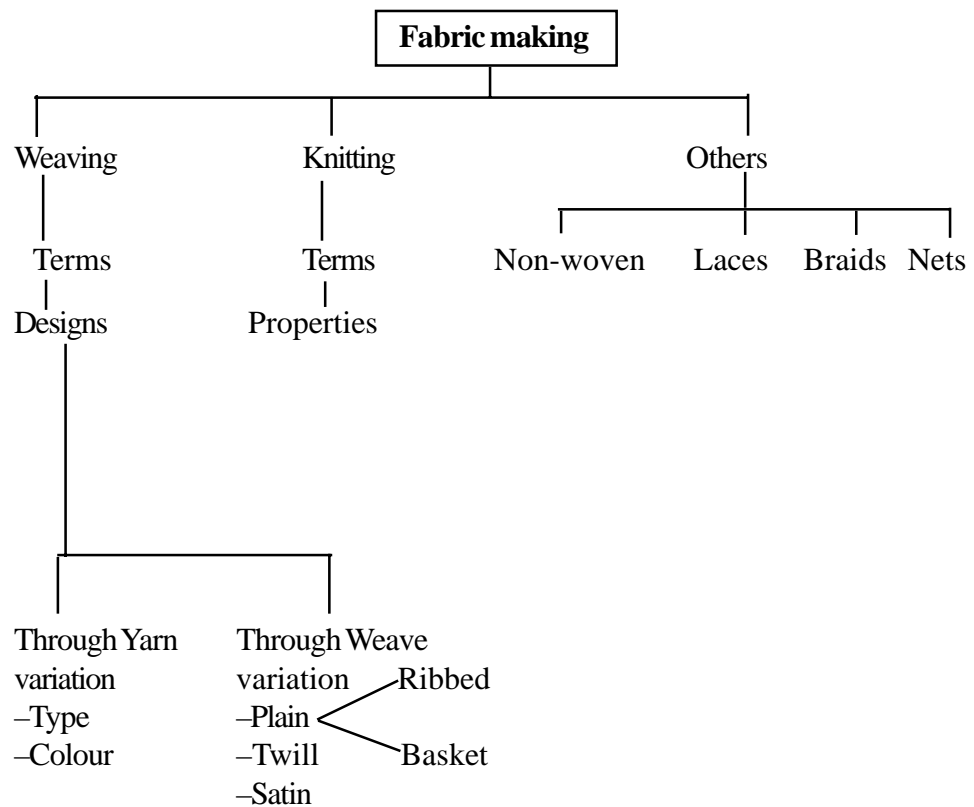 Fabric making
Weaving Knitting Others
Terms Terms Non-woven Laces Braids Nets
Designs Properties
Through Yarn Through Weave
variation variation Ribbed
–Type –Plain
–Colour –Twill Basket
–Satin